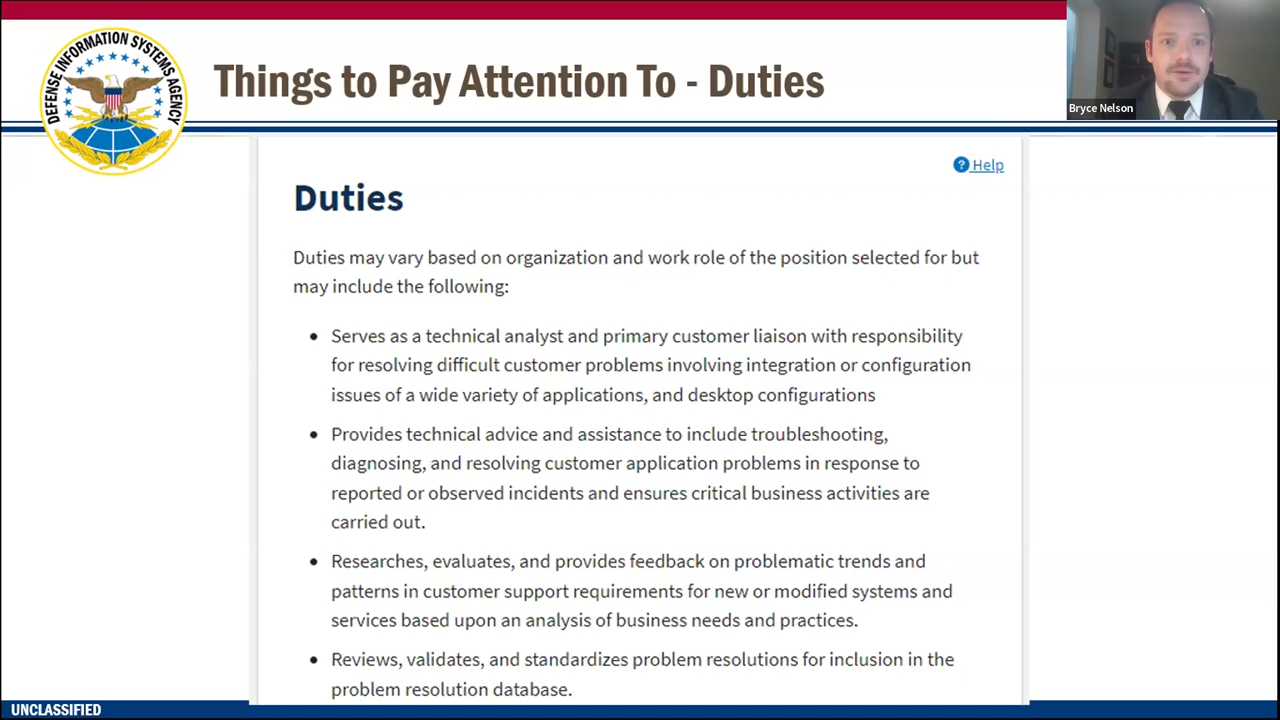 DEFENSE INFORMATION SYSTEMS AGENCY
Things to Pay Attention To - Duties
Bryce Nelson
? Help
Duties
Duties may vary based on organization and work role of the position selected for but
may include the following:
• Serves as a technical analyst and primary customer liaison with responsibility
for resolving difficult customer problems involving integration or configuration
issues of a wide variety of applications, and desktop configurations
• Provides technical advice and assistance to include troubleshooting,
diagnosing, and resolving customer application problems in response to
reported or observed incidents and ensures critical business activities are
carried out.
• Researches, evaluates, and provides feedback on problematic trends and
patterns in customer support requirements for new or modified systems and
services based upon an analysis of business needs and practices.
• Reviews, validates, and standardizes problem resolutions for inclusion in the
problem resolution database.
UNCLASSIFIED